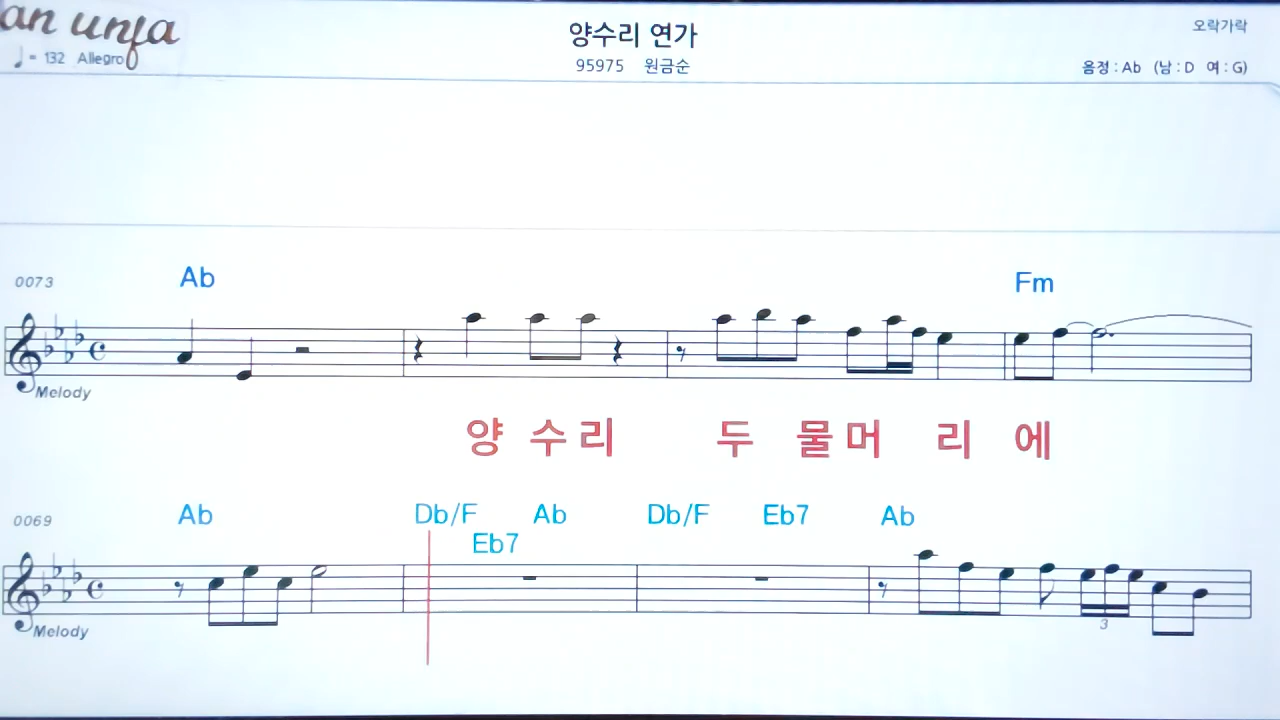 an unja
♩= 132 Allegro
양수리 연가
95975 원금순
오락가락
음정 : Ab (남 : D 여 : G)
0073
Ab Fm
Melody
양 수 리 두 물 머 리 에
0069
Ab Db/F Ab Db/F Eb7 Ab
Eb7
Melody
3